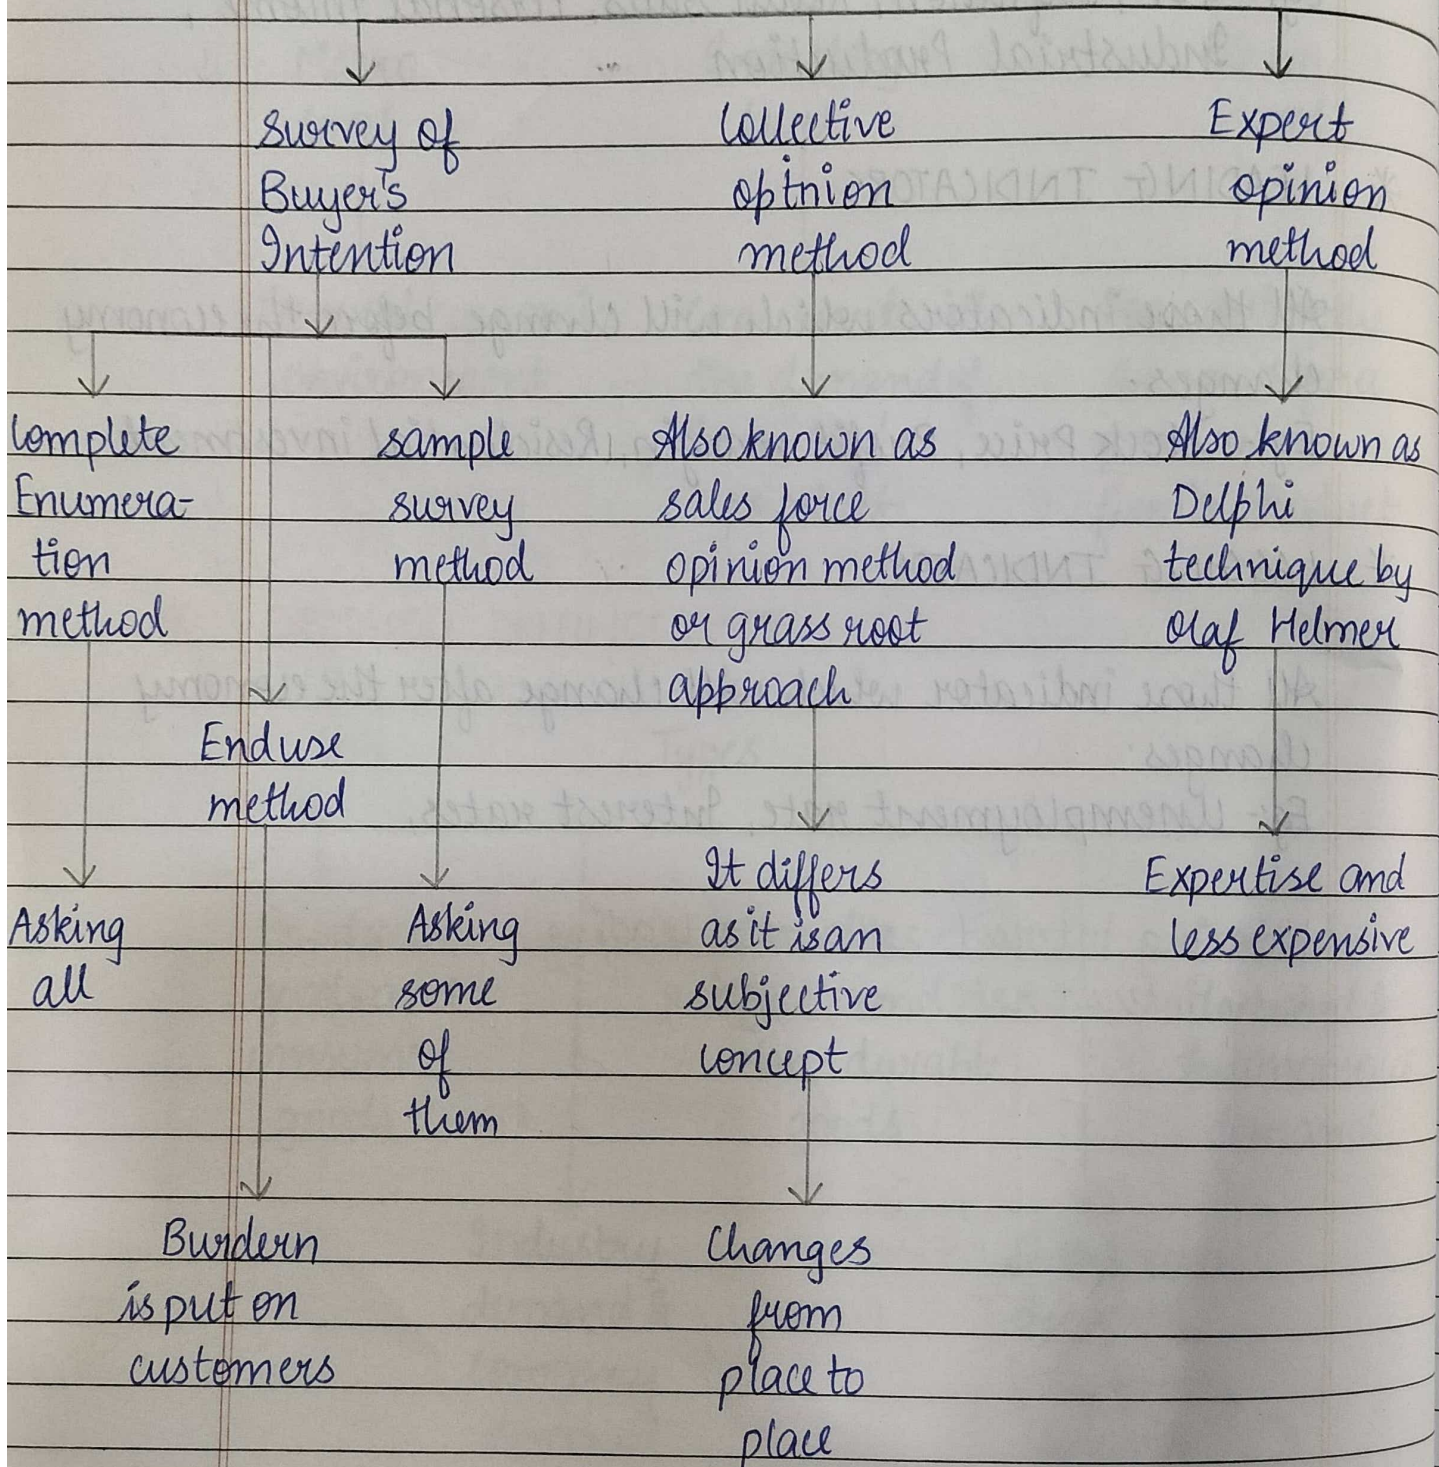 Survey of
Buyer's
Intention
Collective
optnion
method
Expert
opinion
method
Complete
Enumera-
tion
method
sample
survey
method
Also known as
sales force
opinion method
or grass root
approach
Also known as
Delphi
technique by
Olaf Helmer
End use
method
Asking
all
Asking
some
of
them
It differs
as it is an
subjective
concept
Expertise and
less expensive
Burdern
is put on
customers
Changes
from
place to
place